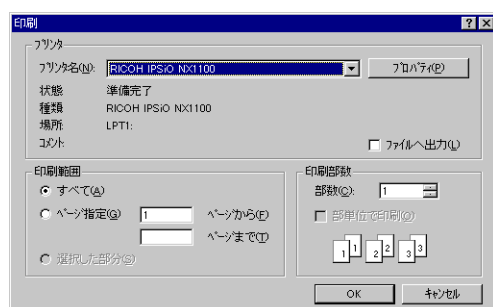 印刷
プリンタ
プリンタ名(N): RICOH IPSiO NX1100 プロパティ(P)
状態 準備完了
種類 RICOH IPSiO NX1100
場所 LPT1:
コメント ファイルへ出力(L)
印刷範囲
すべて(A)
ページ指定(G) 1 ページから(F)
ページまで(T)
選択した部分(S)
印刷部数
部数(C): 1
部単位で印刷(O)
1 1 2 2 3 3
OK キャンセル